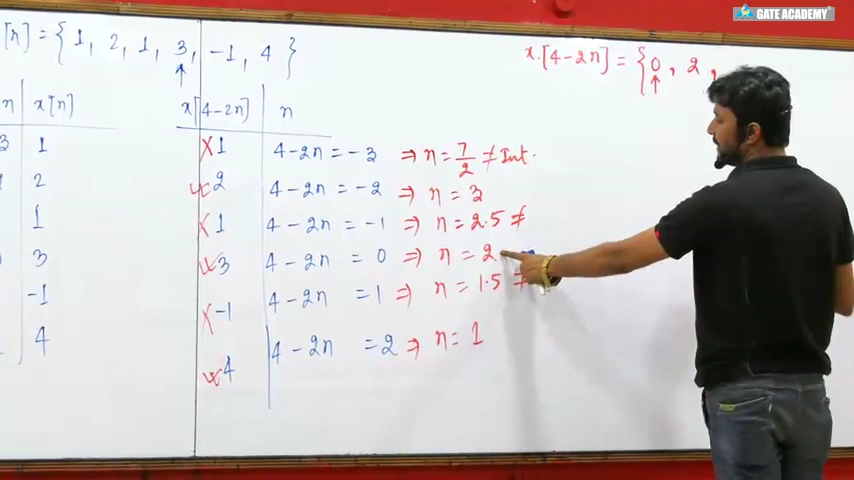 GATE ACADEMY
[n] = { 1, 2, 1, 3, -1, 4 }
↑
x.[4-2n] = { 0, 2,
↑
n x[n]
x[4-2n] n
3 1
X 1 4-2n = -3 ⇒ n = 7/2 ≠ Int.
2
✓2 4-2n = -2 ⇒ n = 3
1
X 1 4-2n = -1 ⇒ n = 2.5 ≠
3
✓3 4-2n = 0 ⇒ n = 2
-1
X -1 4-2n = 1 ⇒ n = 1.5 ≠
4
✓4 4-2n = 2 ⇒ n = 1